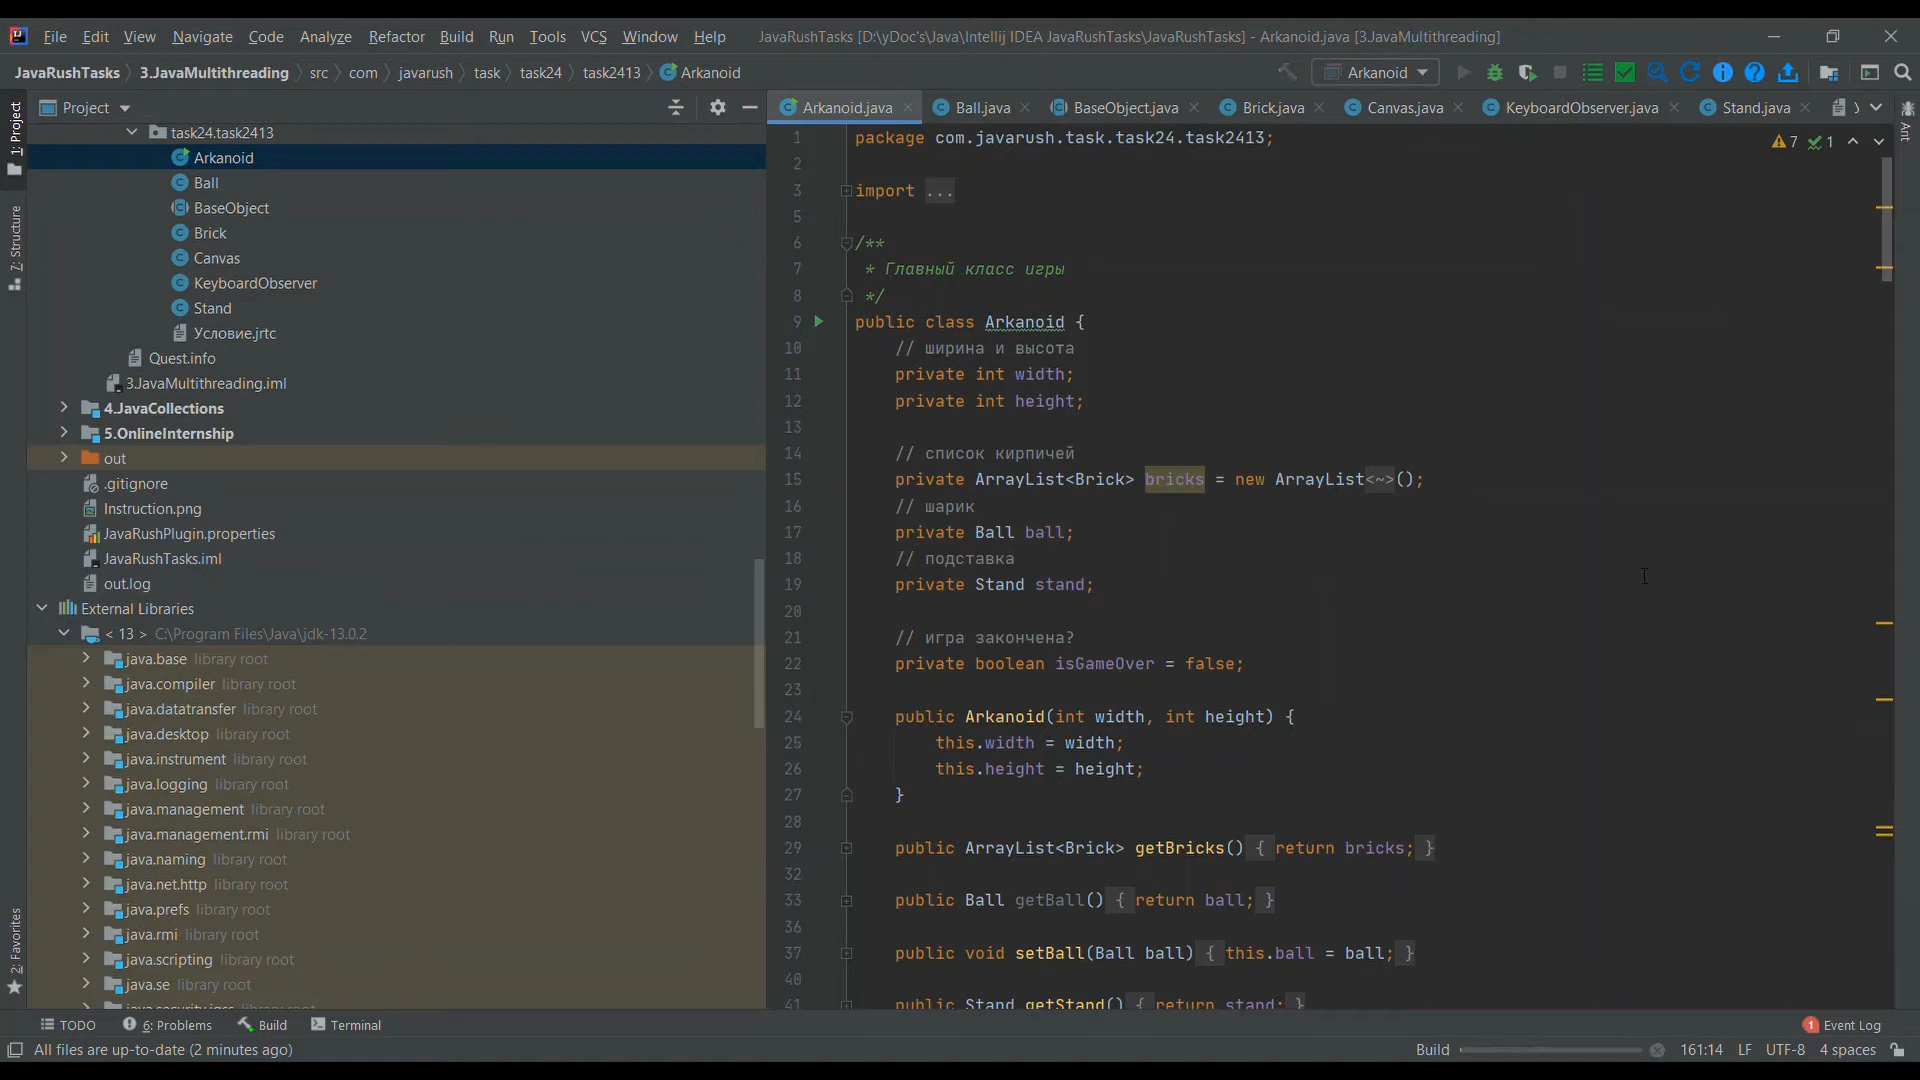 File Edit View Navigate Code Analyze Refactor Build Run Tools VCS Window Help JavaRushTasks [D:\yDoc's\Java\Intellij IDEA JavaRushTasks\JavaRushTasks] - Arkanoid.java [3.JavaMultithreading]
JavaRushTasks 3.JavaMultithreading src com javarush task task24 task2413 Arkanoid Arkanoid
Project
Arkanoid.java Ball.java BaseObject.java Brick.java Canvas.java KeyboardObserver.java Stand.java
1: Project
7: Structure
2: Favorites
Ant
task24.task2413
Arkanoid
Ball
BaseObject
Brick
Canvas
KeyboardObserver
Stand
Условие.jrtc
Quest.info
3.JavaMultithreading.iml
4.JavaCollections
5.OnlineInternship
out
.gitignore
Instruction.png
JavaRushPlugin.properties
JavaRushTasks.iml
out.log
External Libraries
< 13 > C:\Program Files\Java\jdk-13.0.2
java.base library root
java.compiler library root
java.datatransfer library root
java.desktop library root
java.instrument library root
java.logging library root
java.management library root
java.management.rmi library root
java.naming library root
java.net.http library root
java.prefs library root
java.rmi library root
java.scripting library root
java.se library root
7 1
1 package com.javarush.task.task24.task2413;
2
3 import ...
5
6 /**
7 * Главный класс игры
8 */
9 public class Arkanoid {
10 // ширина и высота
11 private int width;
12 private int height;
13
14 // список кирпичей
15 private ArrayList<Brick> bricks = new ArrayList<~>();
16 // шарик
17 private Ball ball;
18 // подставка
19 private Stand stand;
20
21 // игра закончена?
22 private boolean isGameOver = false;
23
24 public Arkanoid(int width, int height) {
25 this.width = width;
26 this.height = height;
27 }
28
29 public ArrayList<Brick> getBricks() { return bricks; }
32
33 public Ball getBall() { return ball; }
36
37 public void setBall(Ball ball) { this.ball = ball; }
40
41 public Stand getStand() { return stand; }
TODO 6: Problems Build Terminal 1 Event Log
All files are up-to-date (2 minutes ago) Build 161:14 LF UTF-8 4 spaces